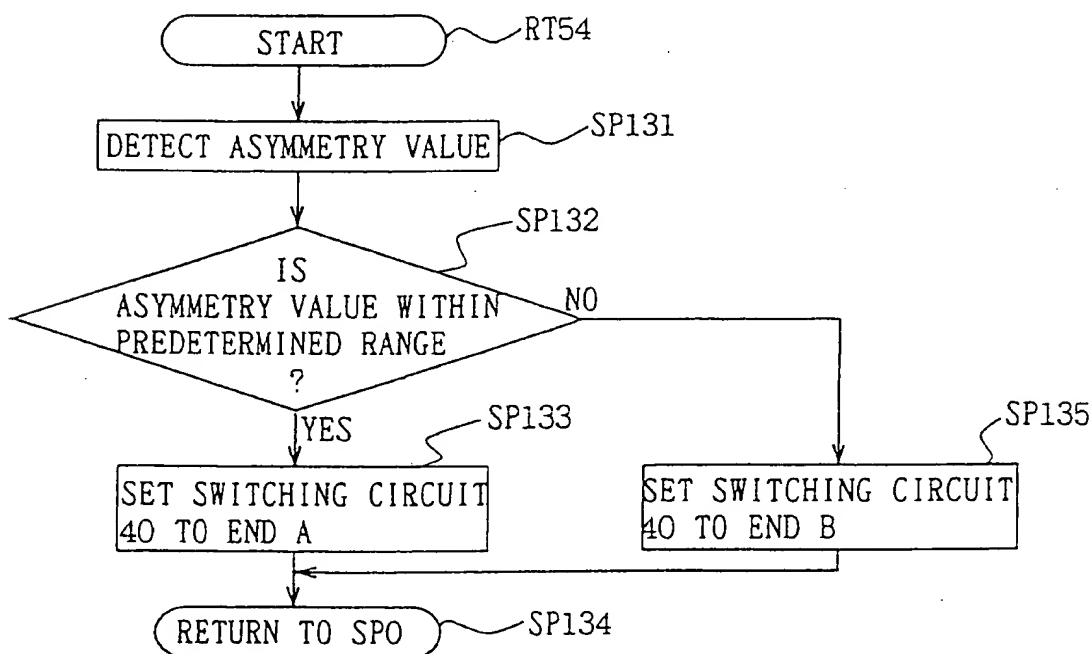 START
RT54
DETECT ASYMMETRY VALUE
SP131
SP132
IS
ASYMMETRY VALUE WITHIN
PREDETERMINED RANGE
?
NO
YES
SP133
SET SWITCHING CIRCUIT
40 TO END A
SP135
SET SWITCHING CIRCUIT
40 TO END B
RETURN TO SP0
SP134